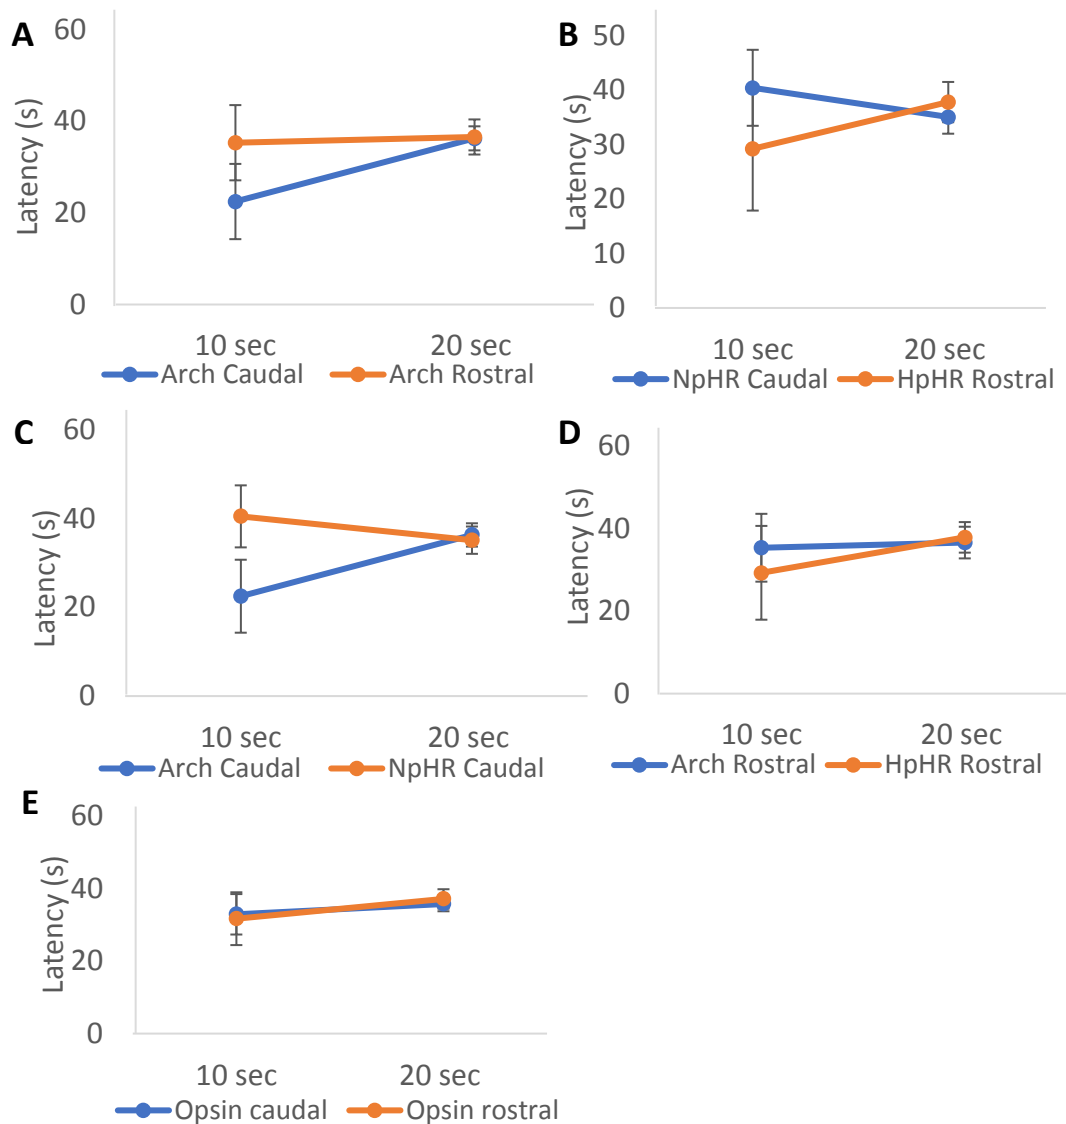 A
Latency (s)
60
40
20
0
10 sec 20 sec
Arch Caudal Arch Rostral
B
Latency (s)
50
40
30
20
10
0
10 sec 20 sec
NpHR Caudal HpHR Rostral
C
Latency (s)
60
40
20
0
10 sec 20 sec
Arch Caudal NpHR Caudal
D
Latency (s)
60
40
20
0
10 sec 20 sec
Arch Rostral HpHR Rostral
E
Latency (s)
60
40
20
0
10 sec 20 sec
Opsin caudal Opsin rostral